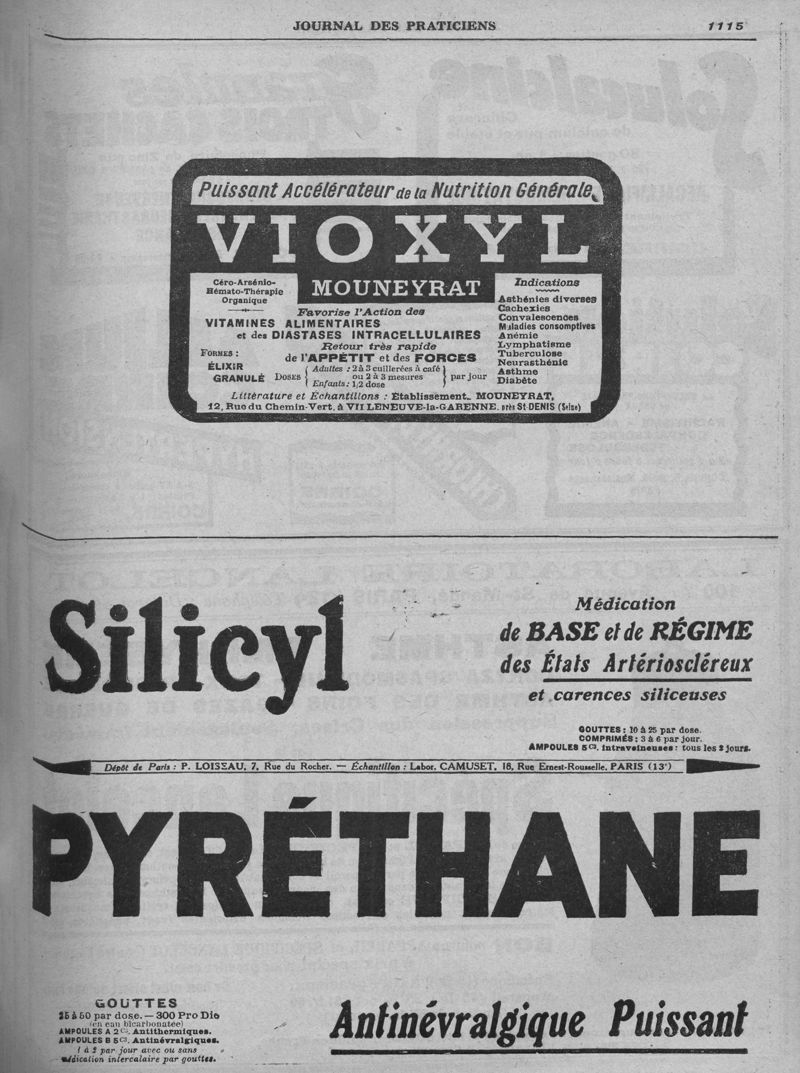 JOURNAL DES PRATICIENS 1115
Puissant Accélérateur de la Nutrition Générale
VIOXYL
MOUNEYRAT
Céro-Arsénio-
Hémato-Thérapie
Organique
Favorise l'Action des
VITAMINES ALIMENTAIRES
et des DIASTASES INTRACELLULAIRES
Retour très rapide
de l'APPÉTIT et des FORCES
FORMES :
ÉLIXIR
GRANULÉ
DOSES
Adultes : 2 à 3 cuillerées à café
ou 2 à 3 mesures
Enfants : 1/2 dose
par jour
Indications
Asthénies diverses
Cachexies
Convalescences
Maladies consomptives
Anémie
Lymphatisme
Tuberculose
Neurasthénie
Asthme
Diabète
Littérature et Échantillons : Établissement. MOUNEYRAT,
12, Rue du Chemin-Vert, à VILLENEUVE-la-GARENNE, près St-DENIS (Seine)
Silicyl
Médication
de BASE et de RÉGIME
des États Artérioscléreux
et carences siliceuses
GOUTTES : 10 à 25 par dose.
COMPRIMÉS : 3 à 6 par jour.
AMPOULES 5 c3. intraveineuses : tous les 2 jours.
Dépôt de Paris : P. LOISEAU, 7, Rue du Rocher. — Échantillon : Labor. CAMUSET, 18, Rue Ernest-Rousselle, PARIS (13e)
PYRÉTHANE
GOUTTES
25 à 50 par dose. — 300 Pro Die
(en eau bicarbonatée)
AMPOULES A 2 c3. Antithermiques.
AMPOULES B 5 c3. Antinévralgiques.
1 à 2 par jour avec ou sans
médication intercalaire par gouttes.
Antinévralgique Puissant